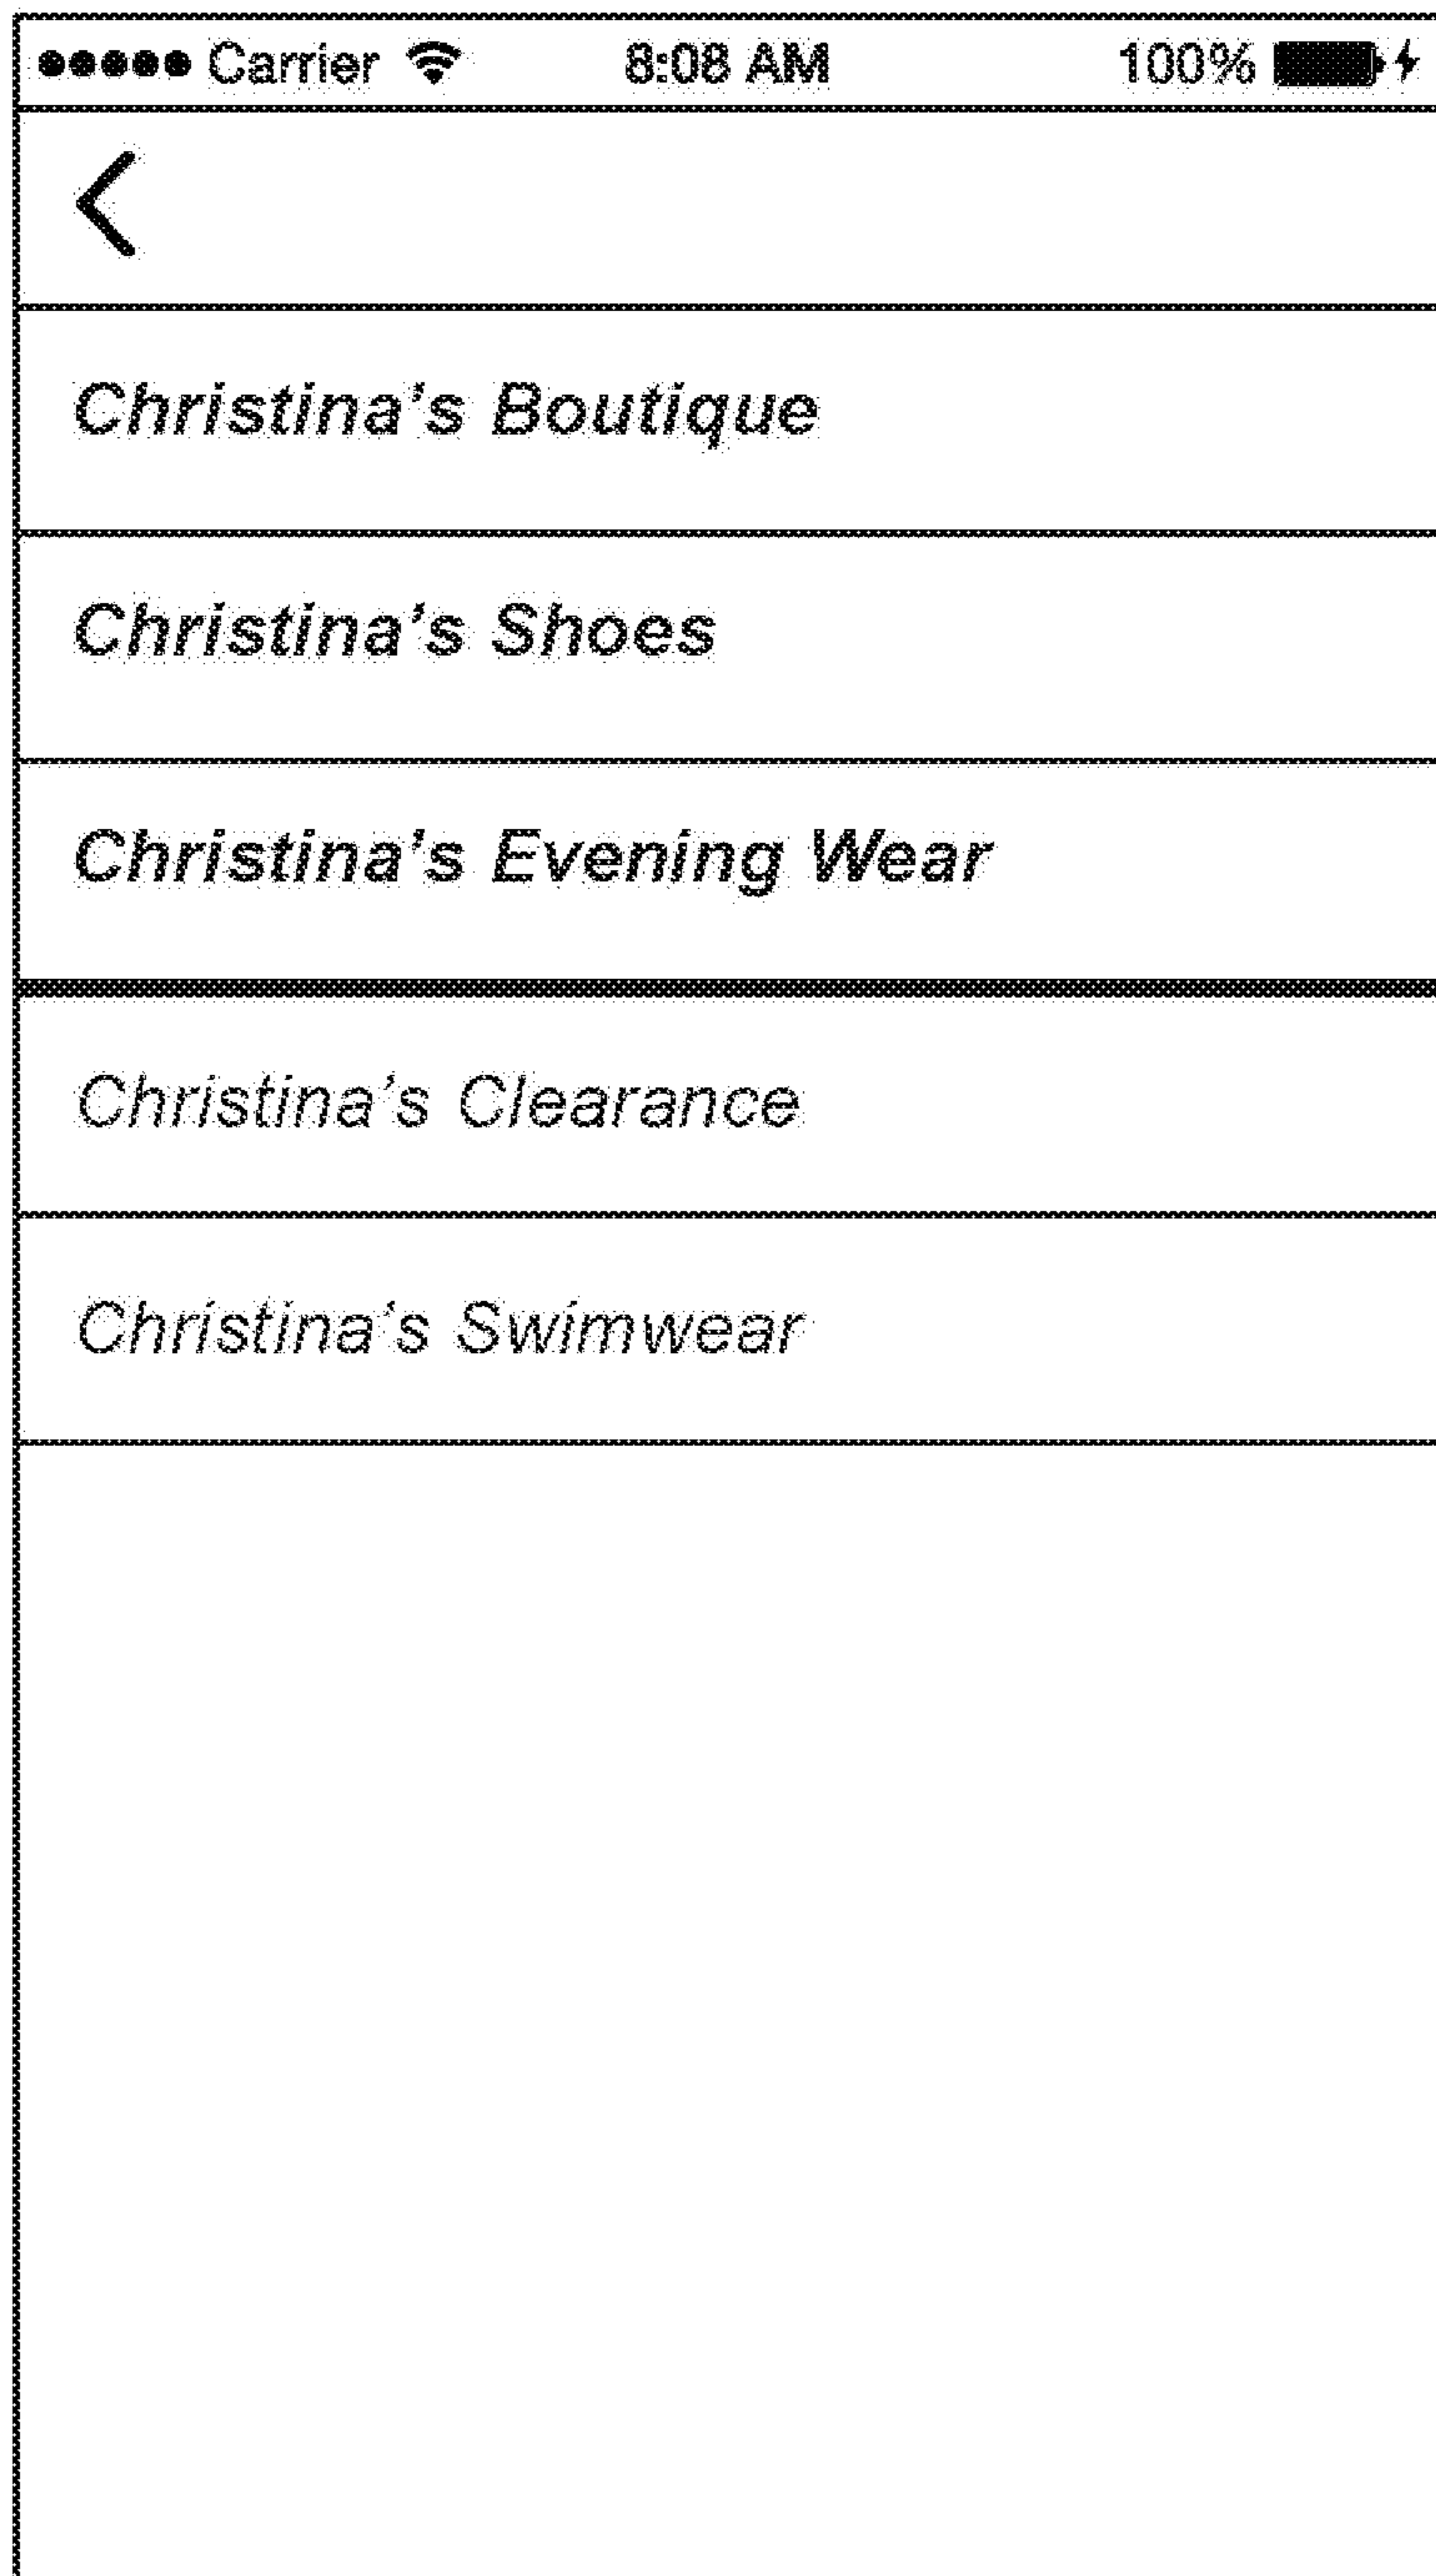 Carrier 8:08 AM 100%
Christina's Boutique
Christina's Shoes
Christina's Evening Wear
Christina's Clearance
Christina's Swimwear